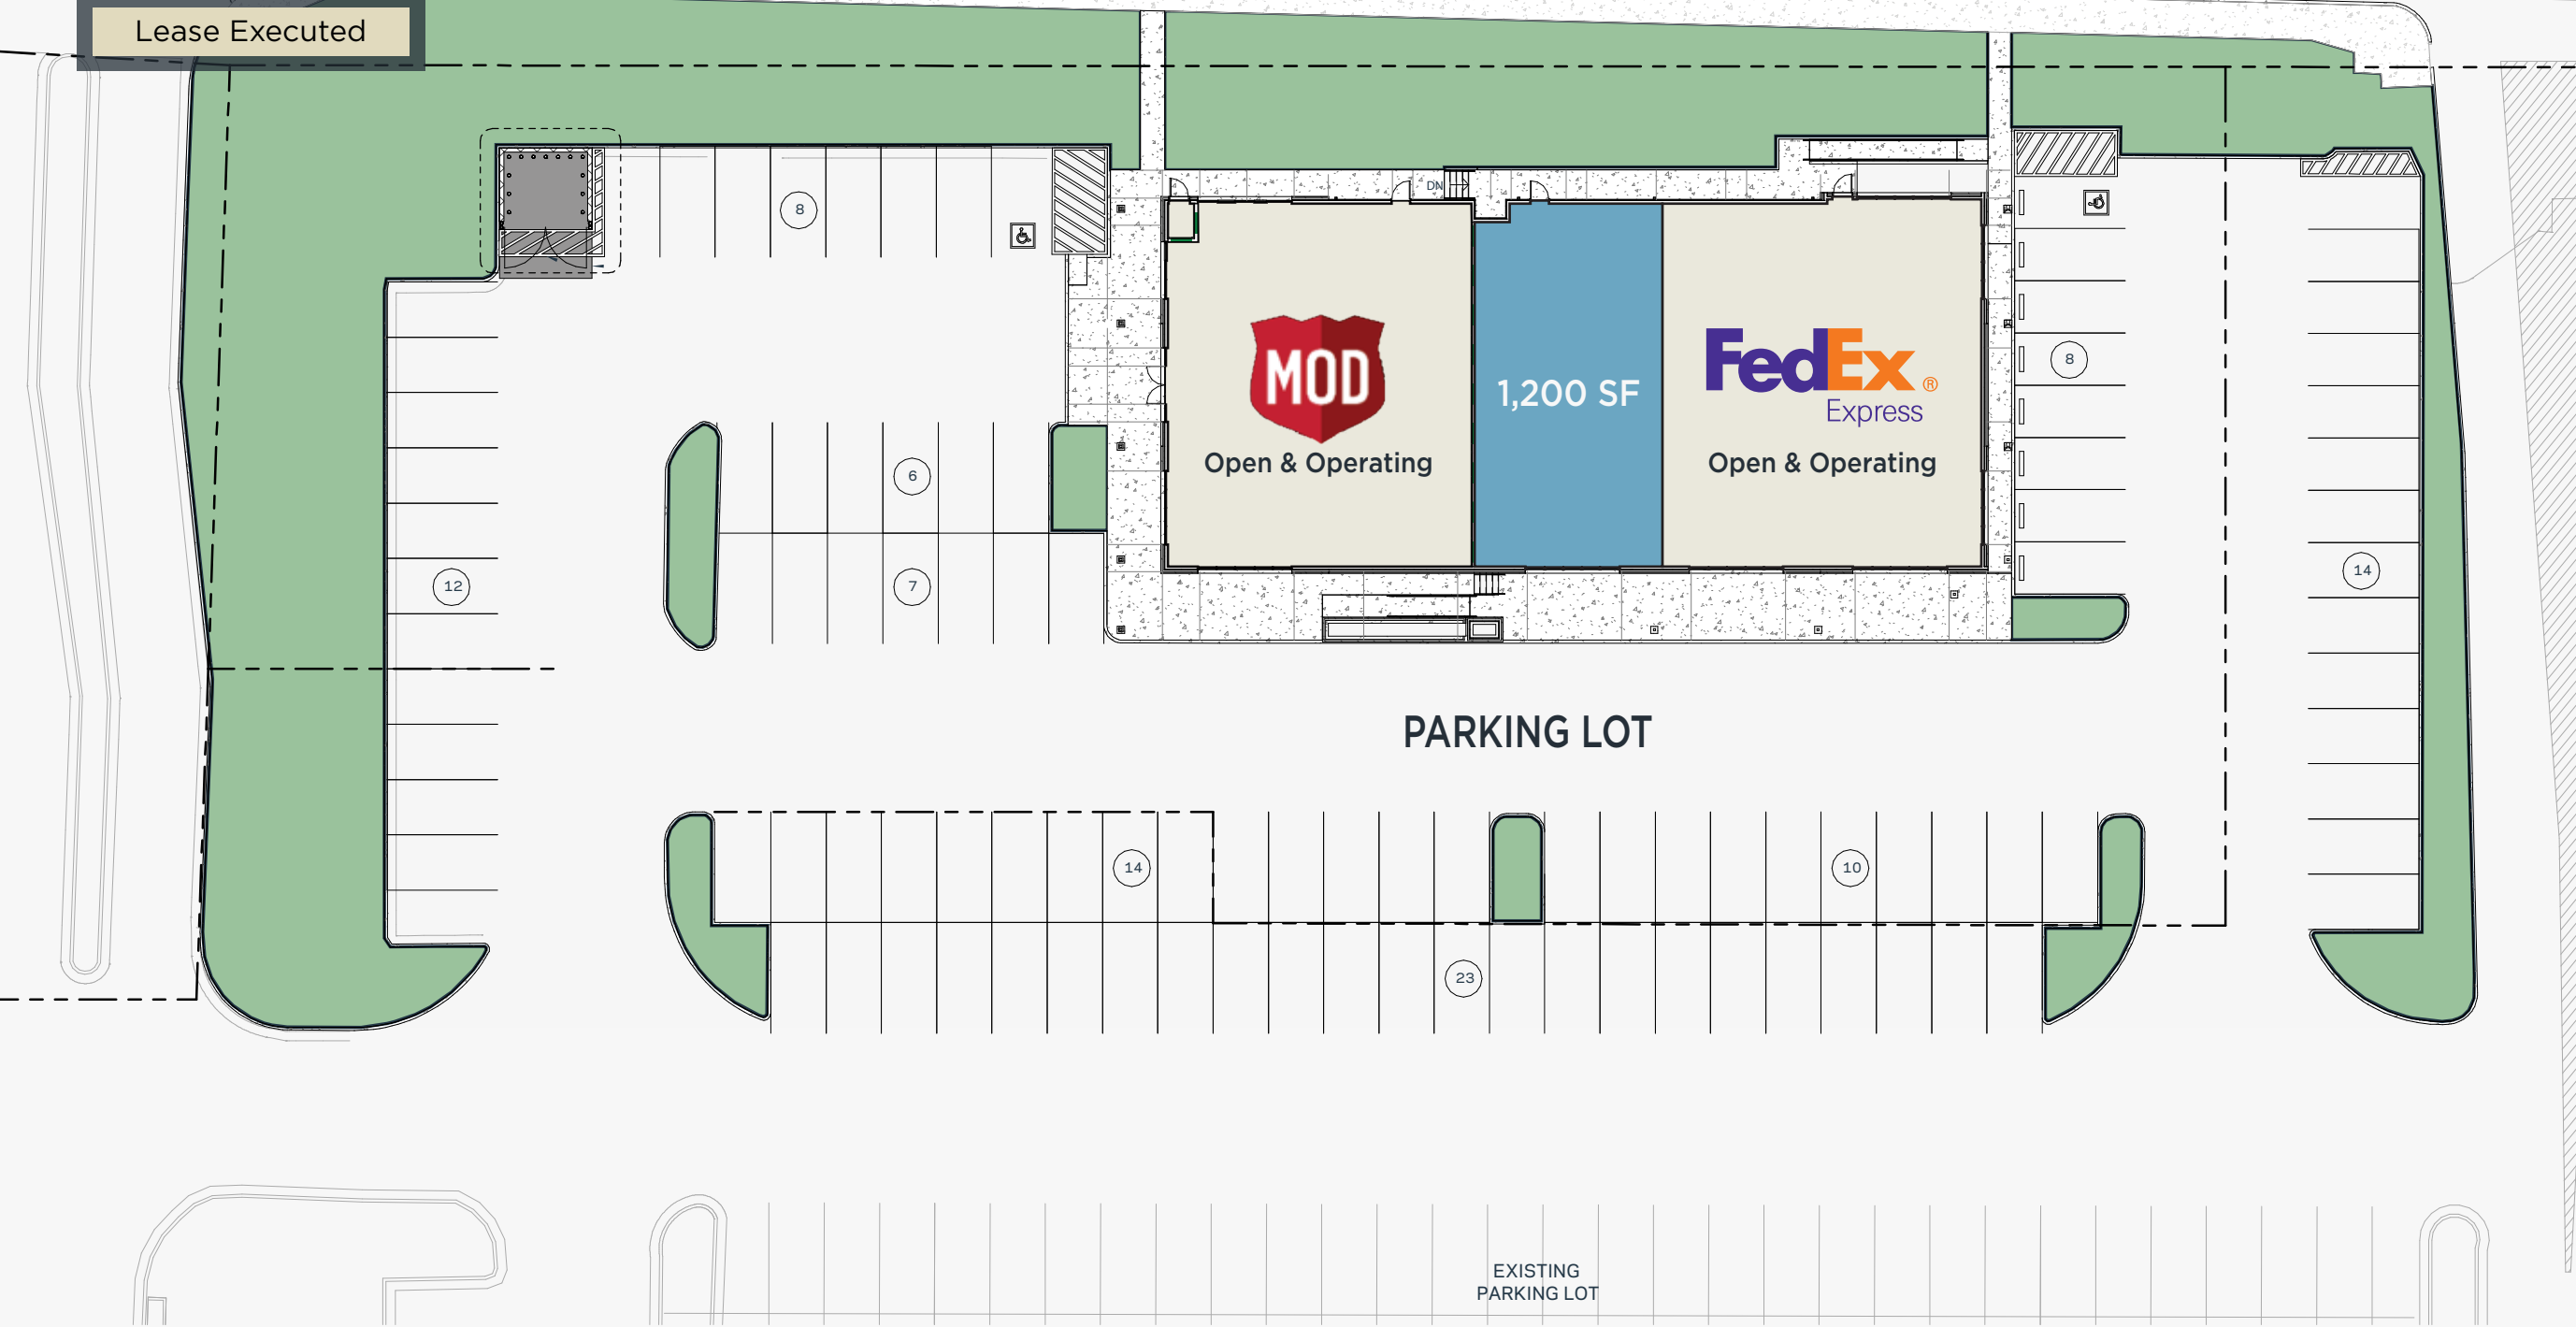 Lease Executed
DN
8
8
MOD
Open & Operating
1,200 SF
FedEx®
Express
Open & Operating
6
12
7
14
PARKING LOT
14
10
23
EXISTING
PARKING LOT